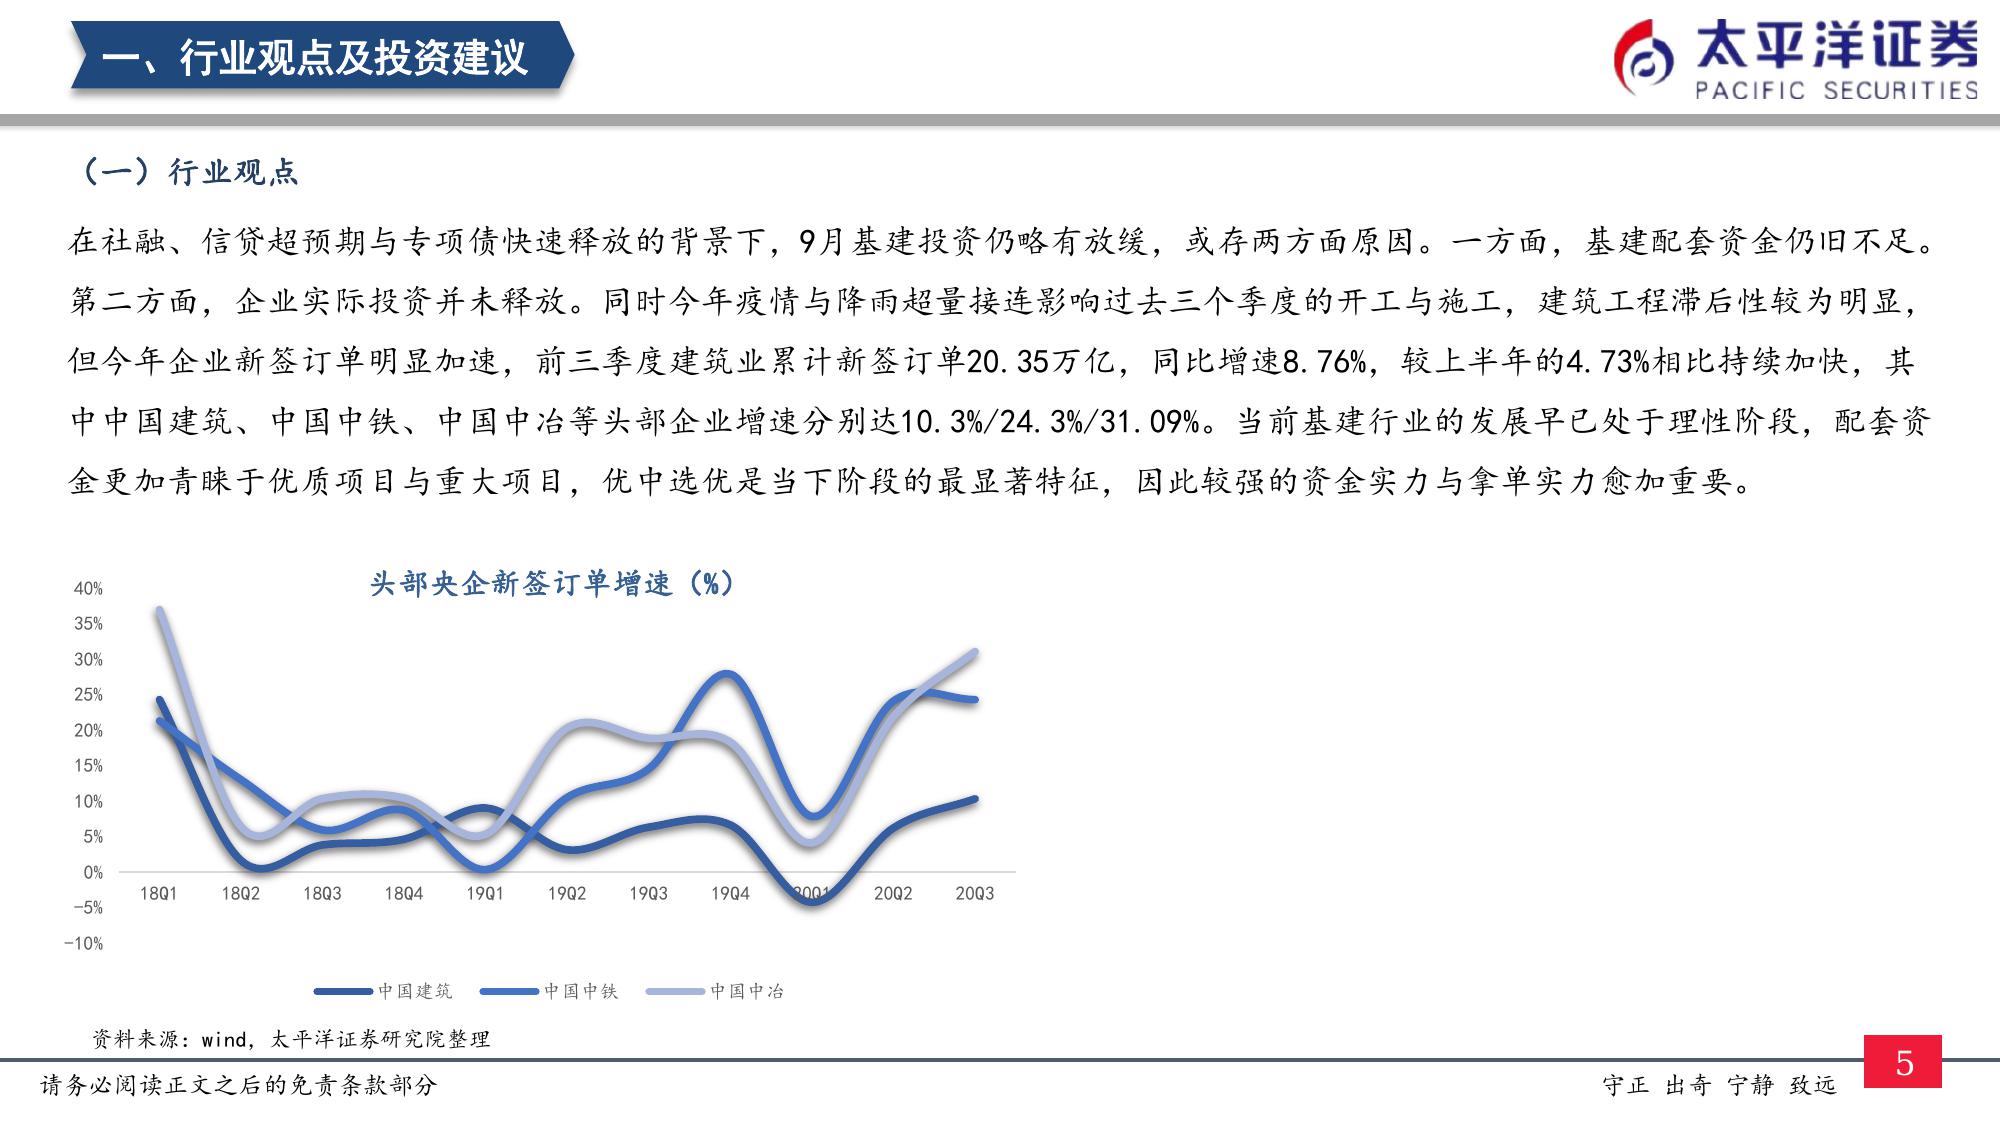 一、行业观点及投资建议
太平洋证券
PACIFIC SECURITIES
（一）行业观点
在社融、信贷超预期与专项债快速释放的背景下，9月基建投资仍略有放缓，或存两方面原因。一方面，基建配套资金仍旧不足。
第二方面，企业实际投资并未释放。同时今年疫情与降雨超量接连影响过去三个季度的开工与施工，建筑工程滞后性较为明显，
但今年企业新签订单明显加速，前三季度建筑业累计新签订单20.35万亿，同比增速8.76%，较上半年的4.73%相比持续加快，其
中中国建筑、中国中铁、中国中冶等头部企业增速分别达10.3%/24.3%/31.09%。当前基建行业的发展早已处于理性阶段，配套资
金更加青睐于优质项目与重大项目，优中选优是当下阶段的最显著特征，因此较强的资金实力与拿单实力愈加重要。
头部央企新签订单增速（%）
40%
35%
30%
25%
20%
15%
10%
5%
0%
-5%
-10%
18Q1 18Q2 18Q3 18Q4 19Q1 19Q2 19Q3 19Q4 20Q1 20Q2 20Q3
中国建筑 中国中铁 中国中冶
资料来源：wind，太平洋证券研究院整理
请务必阅读正文之后的免责条款部分
守正 出奇 宁静 致远
5